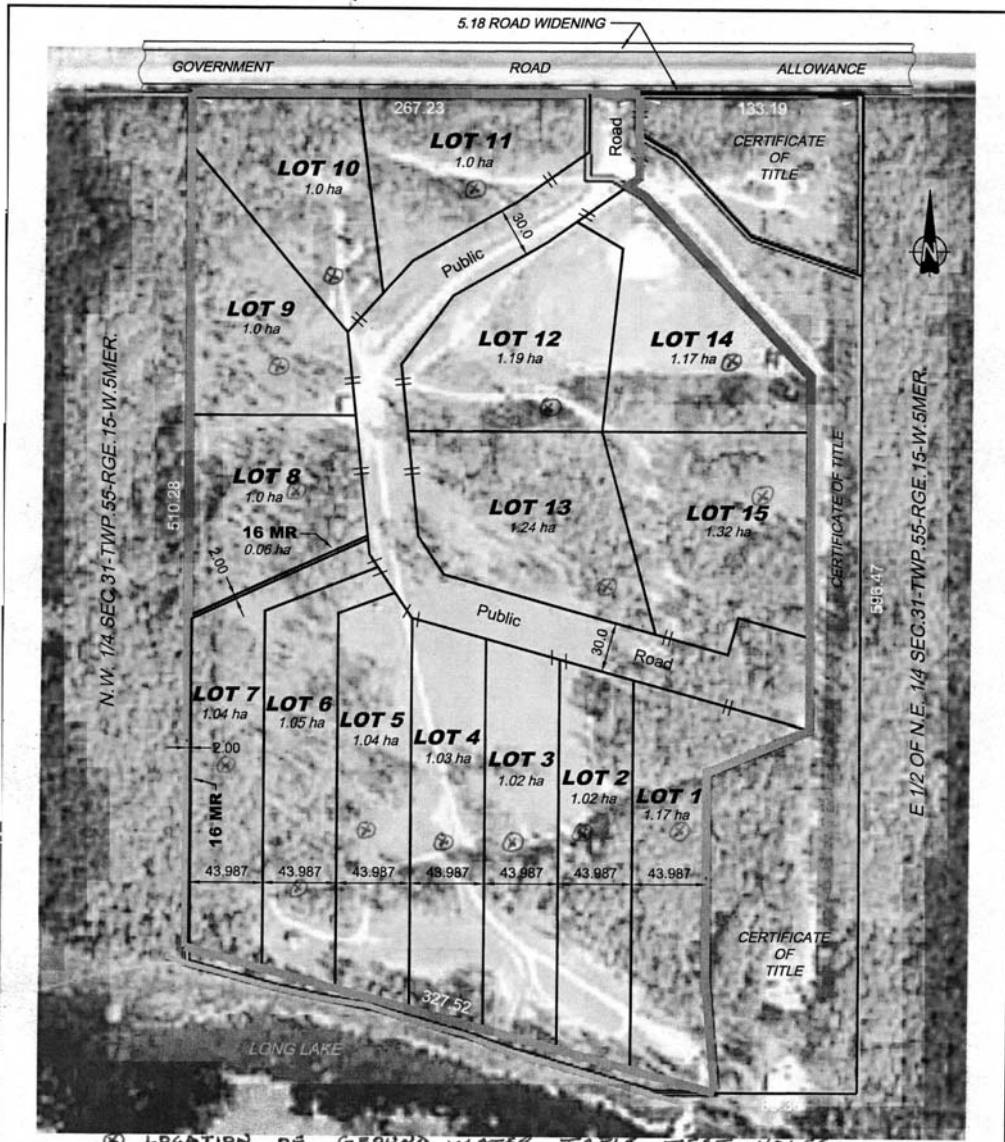 5.18 ROAD WIDENING
GOVERNMENT ROAD ALLOWANCE
267.23
133.19
LOT 10
1.0 ha
LOT 11
1.0 ha
Road
CERTIFICATE
OF
TITLE
30.0
Public
N
LOT 9
1.0 ha
LOT 12
1.19 ha
LOT 14
1.17 ha
N.W. 1/4 SEC.31-TWP.55-RGE.15-W.5MER.
510.28
LOT 8
1.0 ha
16 MR
0.06 ha
2.00
LOT 13
1.24 ha
LOT 15
1.32 ha
CERTIFICATE OF TITLE
596.47
E 1/2 OF N.E. 1/4 SEC.31-TWP.55-RGE.15-W.5MER.
Public
30.0
Road
LOT 7
1.04 ha
LOT 6
1.05 ha
LOT 5
1.04 ha
LOT 4
1.03 ha
LOT 3
1.02 ha
LOT 2
1.02 ha
LOT 1
1.17 ha
2.00
16 MR
43.987 43.987 43.987 43.987 43.987 43.987 43.987
CERTIFICATE
OF
TITLE
327.52
LONG LAKE
LOCATION OF GROUND WATER TABLE TEST HOLES